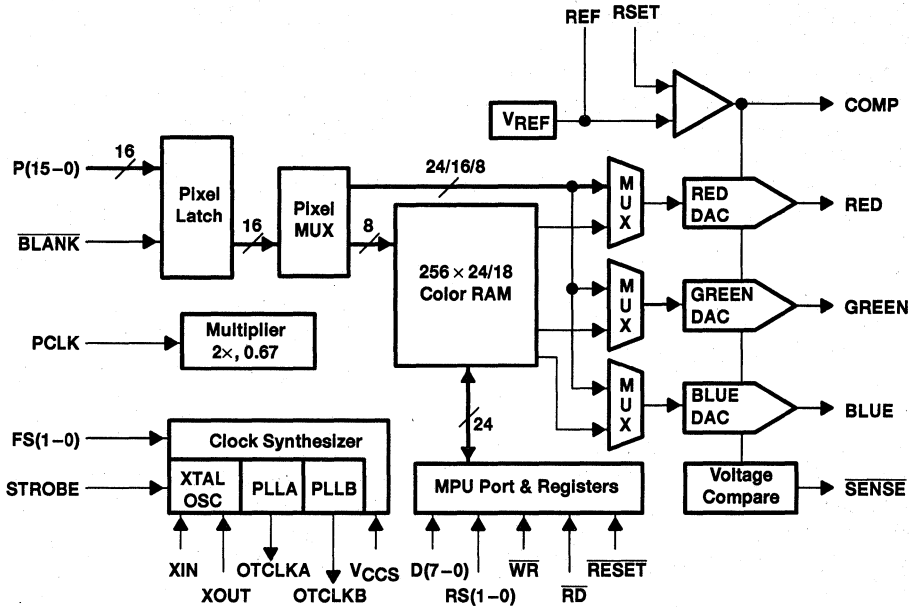 REF
RSET
VREF
COMP
P(15–0)
16
Pixel
Latch
16
Pixel
MUX
24/16/8
8
BLANK
256 × 24/18
Color RAM
MUX
RED
DAC
RED
MUX
GREEN
DAC
GREEN
PCLK
Multiplier
2×, 0.67
MUX
BLUE
DAC
BLUE
24
FS(1–0)
STROBE
Clock Synthesizer
XTAL
OSC
PLLA
PLLB
MPU Port & Registers
Voltage
Compare
SENSE
XIN
XOUT
OTCLKA
OTCLKB
VCCS
D(7–0)
RS(1–0)
WR
RD
RESET